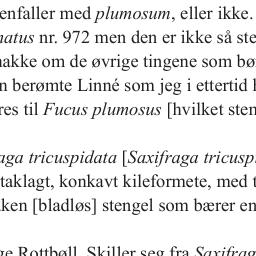 enfaller med plumosum, eller ikke.
natus nr. 972 men den er ikke så ste
nakke om de øvrige tingene som bø
n berømte Linné som jeg i ettertid h
res til Fucus plumosus [hvilket sten
aga tricuspidata [Saxifraga tricusp
taklagt, konkavt kileformete, med t
ken [bladløs] stengel som bærer en
ge Rottbøll. Skiller seg fra Saxifrag